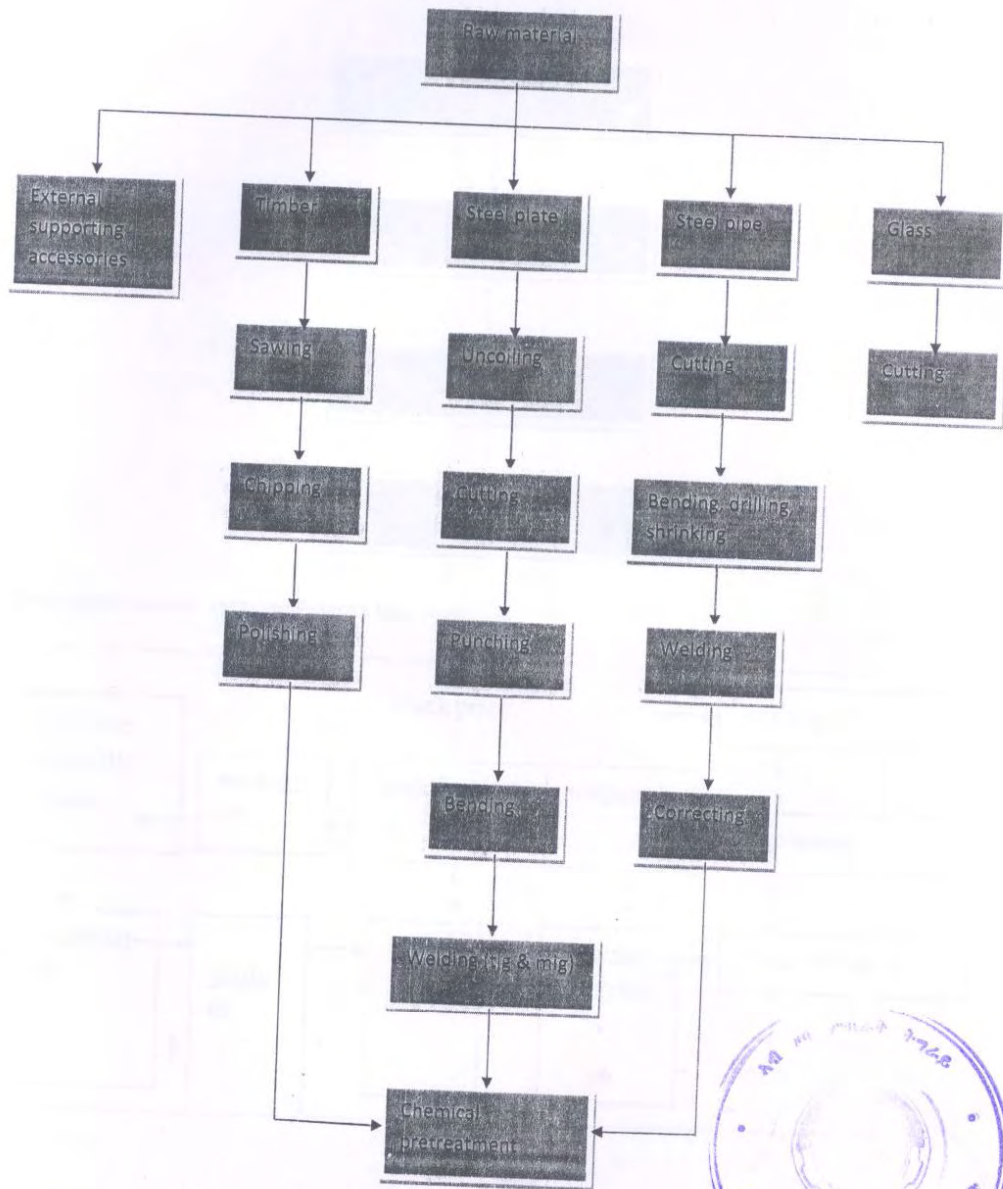 Raw material
External
supporting
accessories
Timber
Steel plate
Steel pipe
Glass
Sawing
Uncoiling
Cutting
Cutting
Chipping
Cutting
Bending, drilling,
shrinking
Polishing
Punching
Welding
Bending
Correcting
Welding (tig & mig)
Chemical
pretreatment